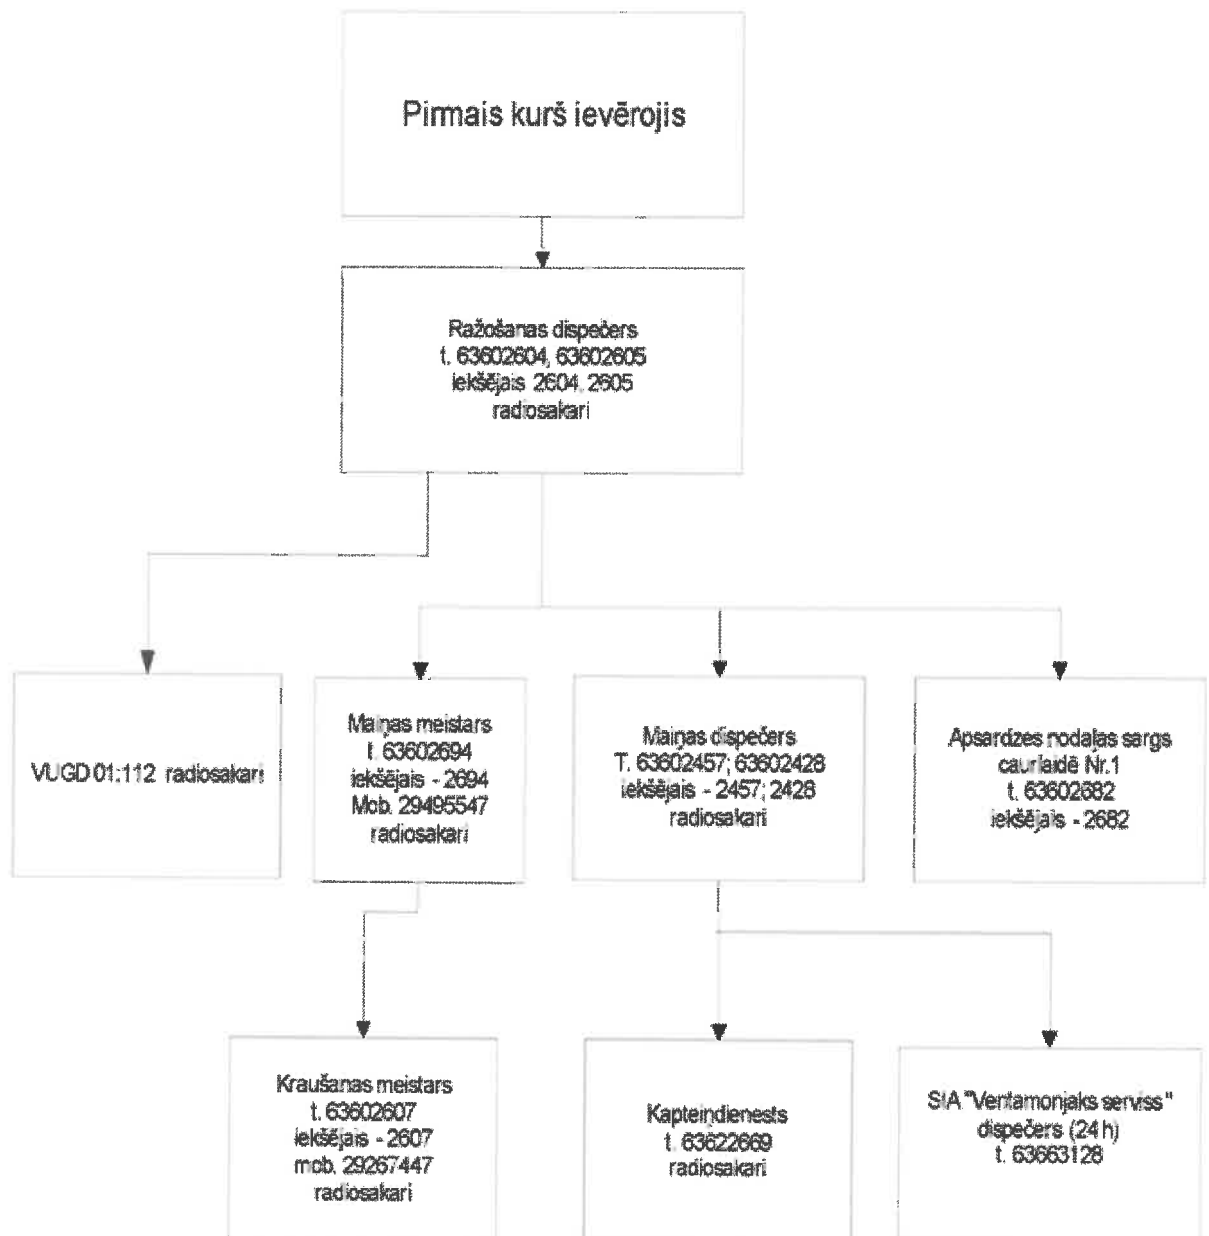 Pirmais kurš ievērojis
Ražošanas dispečers
t. 63602604, 63602605
iekšējais 2604, 2605
radiosakari
VUGD 01:112 radiosakari
Maiņas meistars
t. 63602694
iekšējais - 2694
Mob. 29495547
radiosakari
Maiņas dispečers
T. 63602457; 63602428
iekšējais - 2457; 2428
radiosakari
Apsardzes nodaļas sargs
caurlaidē Nr.1
t. 63602682
iekšējais - 2682
Kraušanas meistars
t. 63602607
iekšējais - 2607
mob. 29267447
radiosakari
Kapteiņdienests
t. 63622669
radiosakari
SIA "Ventamonjaks serviss"
dispečers (24 h)
t. 63663128